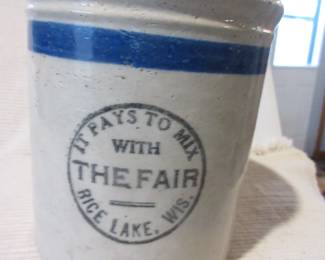 IT PAYS TO MIX
WITH
THE FAIR
RICE LAKE, WIS.